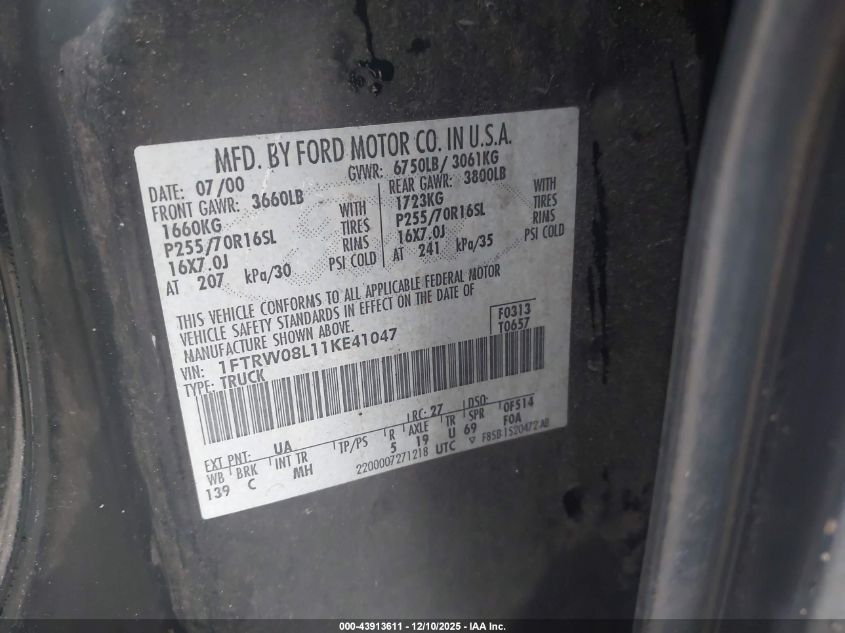 MFD. BY FORD MOTOR CO. IN U.S.A.
DATE: 07/00 GVWR: 6750LB/ 3061KG
FRONT GAWR: 3660LB REAR GAWR: 3800LB
1660KG WITH 1723KG WITH
P255/70R16SL TIRES P255/70R16SL TIRES
16X7.0J RIMS 16X7.0J RIMS
AT 207 kPa/30 PSI COLD AT 241 kPa/35 PSI COLD
THIS VEHICLE CONFORMS TO ALL APPLICABLE FEDERAL MOTOR
VEHICLE SAFETY STANDARDS IN EFFECT ON THE DATE OF
MANUFACTURE SHOWN ABOVE.
VIN: 1FTRW08L11KE41047 F0313
TYPE: TRUCK T0657
EXT PNT: UA RC: 27 DSO: 0F514
WB BRK INT TR TP/PS R AXLE TR SPR F0A
139 C MH 5 19 U 69
2200007271218 UTC ▽ F85B 1520472 AB
000-43913611 - 12/10/2025 - IAA Inc.